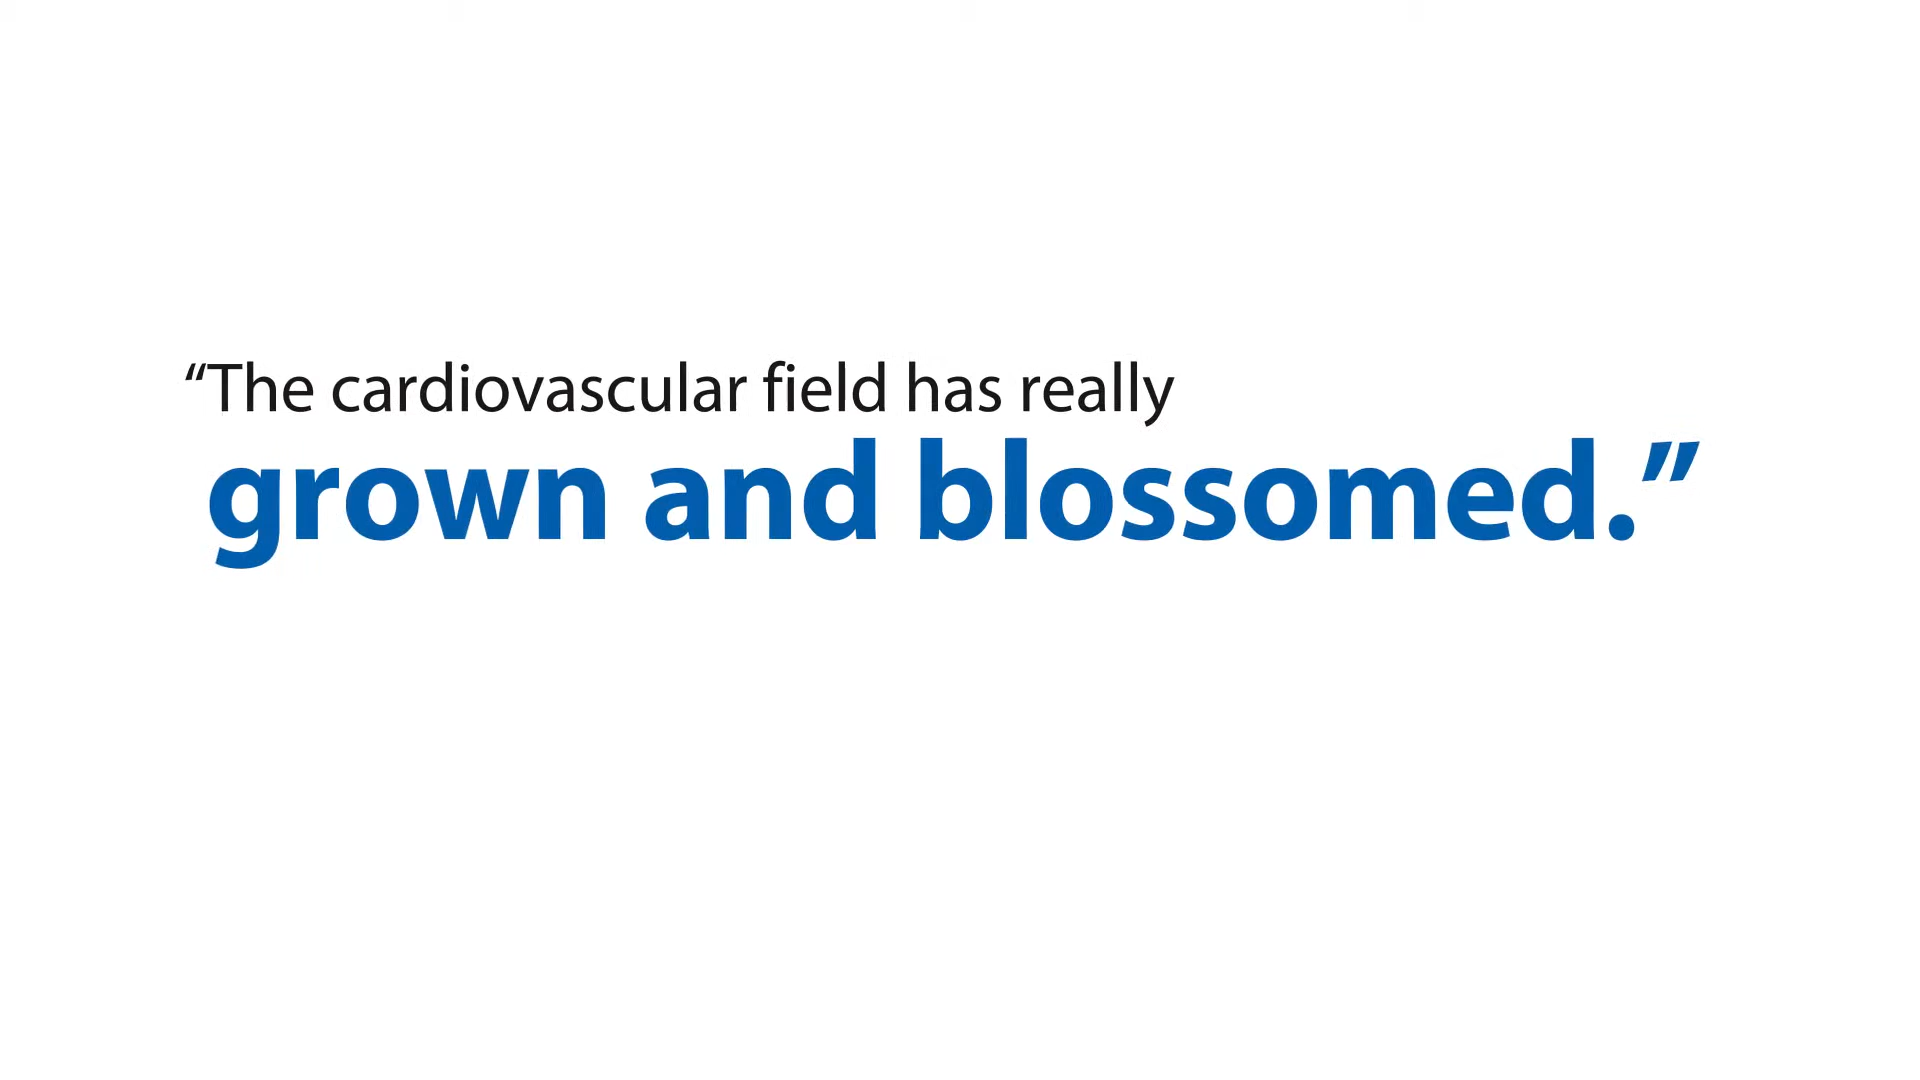 “The cardiovascular field has really
grown and blossomed.”